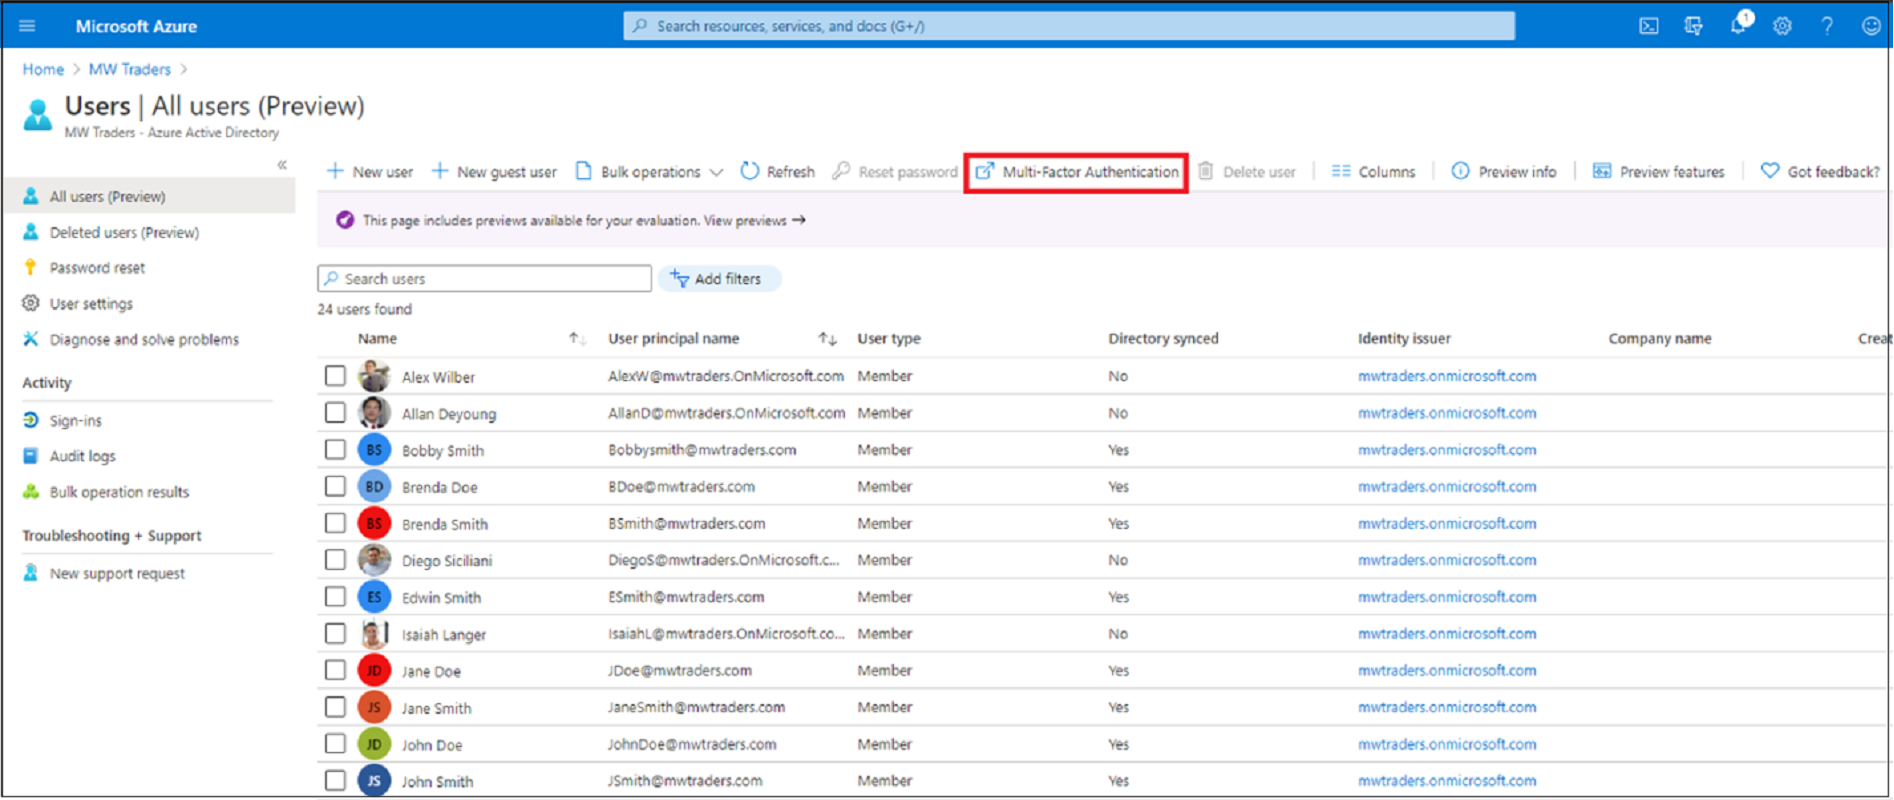 Microsoft Azure
Search resources, services, and docs (G+/)
1
Home > MW Traders >
Users | All users (Preview)
MW Traders - Azure Active Directory
New user
New guest user
Bulk operations
Refresh
Reset password
Multi-Factor Authentication
Delete user
Columns
Preview info
Preview features
Got feedback?
All users (Preview)
Deleted users (Preview)
Password reset
User settings
Diagnose and solve problems
Activity
Sign-ins
Audit logs
Bulk operation results
Troubleshooting + Support
New support request
This page includes previews available for your evaluation. View previews →
Search users
Add filters
24 users found
Name User principal name User type Directory synced Identity issuer Company name Creat
Alex Wilber AlexW@mwtraders.OnMicrosoft.com Member No mwtraders.onmicrosoft.com
Allan Deyoung AllanD@mwtraders.OnMicrosoft.com Member No mwtraders.onmicrosoft.com
BS Bobby Smith Bobbysmith@mwtraders.com Member Yes mwtraders.onmicrosoft.com
BD Brenda Doe BDoe@mwtraders.com Member Yes mwtraders.onmicrosoft.com
BS Brenda Smith BSmith@mwtraders.com Member Yes mwtraders.onmicrosoft.com
Diego Siciliani DiegoS@mwtraders.OnMicrosoft.c... Member No mwtraders.onmicrosoft.com
ES Edwin Smith ESmith@mwtraders.com Member Yes mwtraders.onmicrosoft.com
Isaiah Langer IsaiahL@mwtraders.OnMicrosoft.co... Member No mwtraders.onmicrosoft.com
JD Jane Doe JDoe@mwtraders.com Member Yes mwtraders.onmicrosoft.com
JS Jane Smith JaneSmith@mwtraders.com Member Yes mwtraders.onmicrosoft.com
JD John Doe JohnDoe@mwtraders.com Member Yes mwtraders.onmicrosoft.com
JS John Smith JSmith@mwtraders.com Member Yes mwtraders.onmicrosoft.com